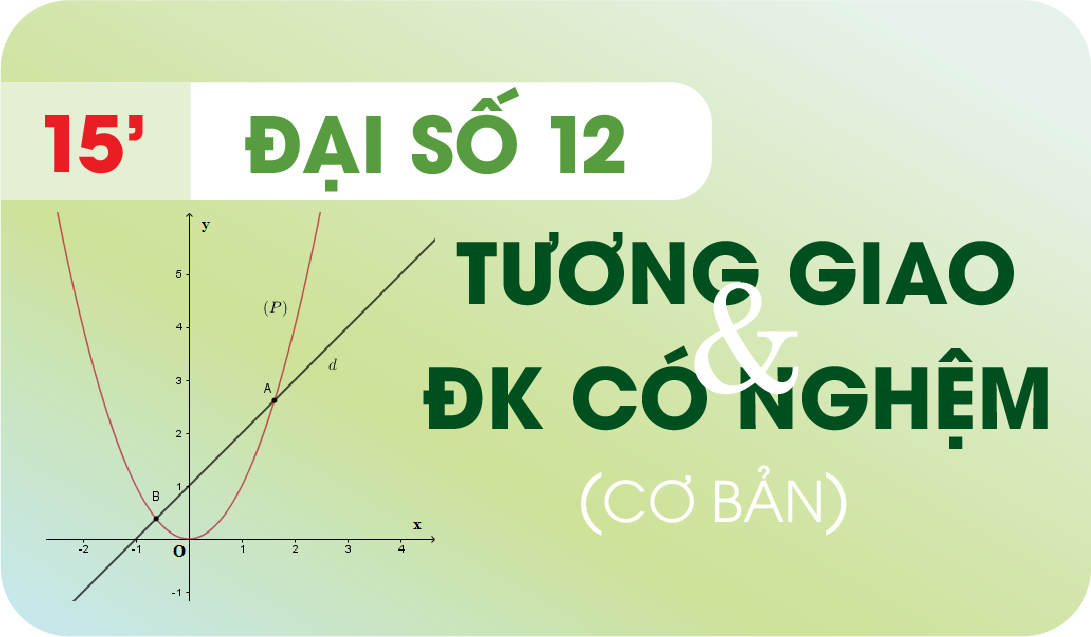 15’ ĐẠI SỐ 12
TƯƠNG GIAO
&
ĐK CÓ NGHỆM
(CƠ BẢN)
y
5
(P)
4
d
3
A
2
1
B
x
-2 -1 O 1 2 3 4
-1